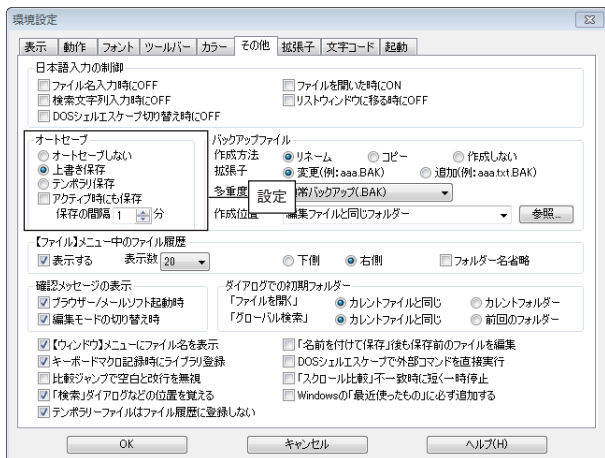 環境設定
表示 動作 フォント ツールバー カラー その他 拡張子 文字コード 起動
日本語入力の制御
ファイル名入力時にOFF ファイルを開いた時にON
検索文字列入力時にOFF リストウィンドウに移る時にOFF
DOSシェルエスケープ切り替え時にOFF
オートセーブ
オートセーブしない
上書き保存
テンポラリ保存
アクティブ時にも保存
保存の間隔 1 分
バックアップファイル
作成方法 リネーム コピー 作成しない
拡張子 変更(例:aaa.BAK) 追加(例:aaa.txt.BAK)
多重度 常バックアップ(.BAK)
設定
作成位置 編集ファイルと同じフォルダー 参照...
【ファイル】メニュー中のファイル履歴
表示する 表示数 20 下側 右側 フォルダー名省略
確認メッセージの表示
ブラウザー/メールソフト起動時
編集モードの切り替え時
ダイアログでの初期フォルダー
「ファイルを開く」 カレントファイルと同じ カレントフォルダー
「グローバル検索」 カレントファイルと同じ 前回のフォルダー
【ウィンドウ】メニューにファイル名を表示 「名前を付けて保存」後も保存前のファイルを編集
キーボードマクロ記録時にライブラリ登録 DOSシェルエスケープで外部コマンドを直接実行
比較ジャンプで空白と改行を無視 「スクロール比較」不一致時に短く一時停止
「検索」ダイアログなどの位置を覚える Windowsの「最近使ったもの」に必ず追加する
テンポラリーファイルはファイル履歴に登録しない
OK キャンセル ヘルプ(H)